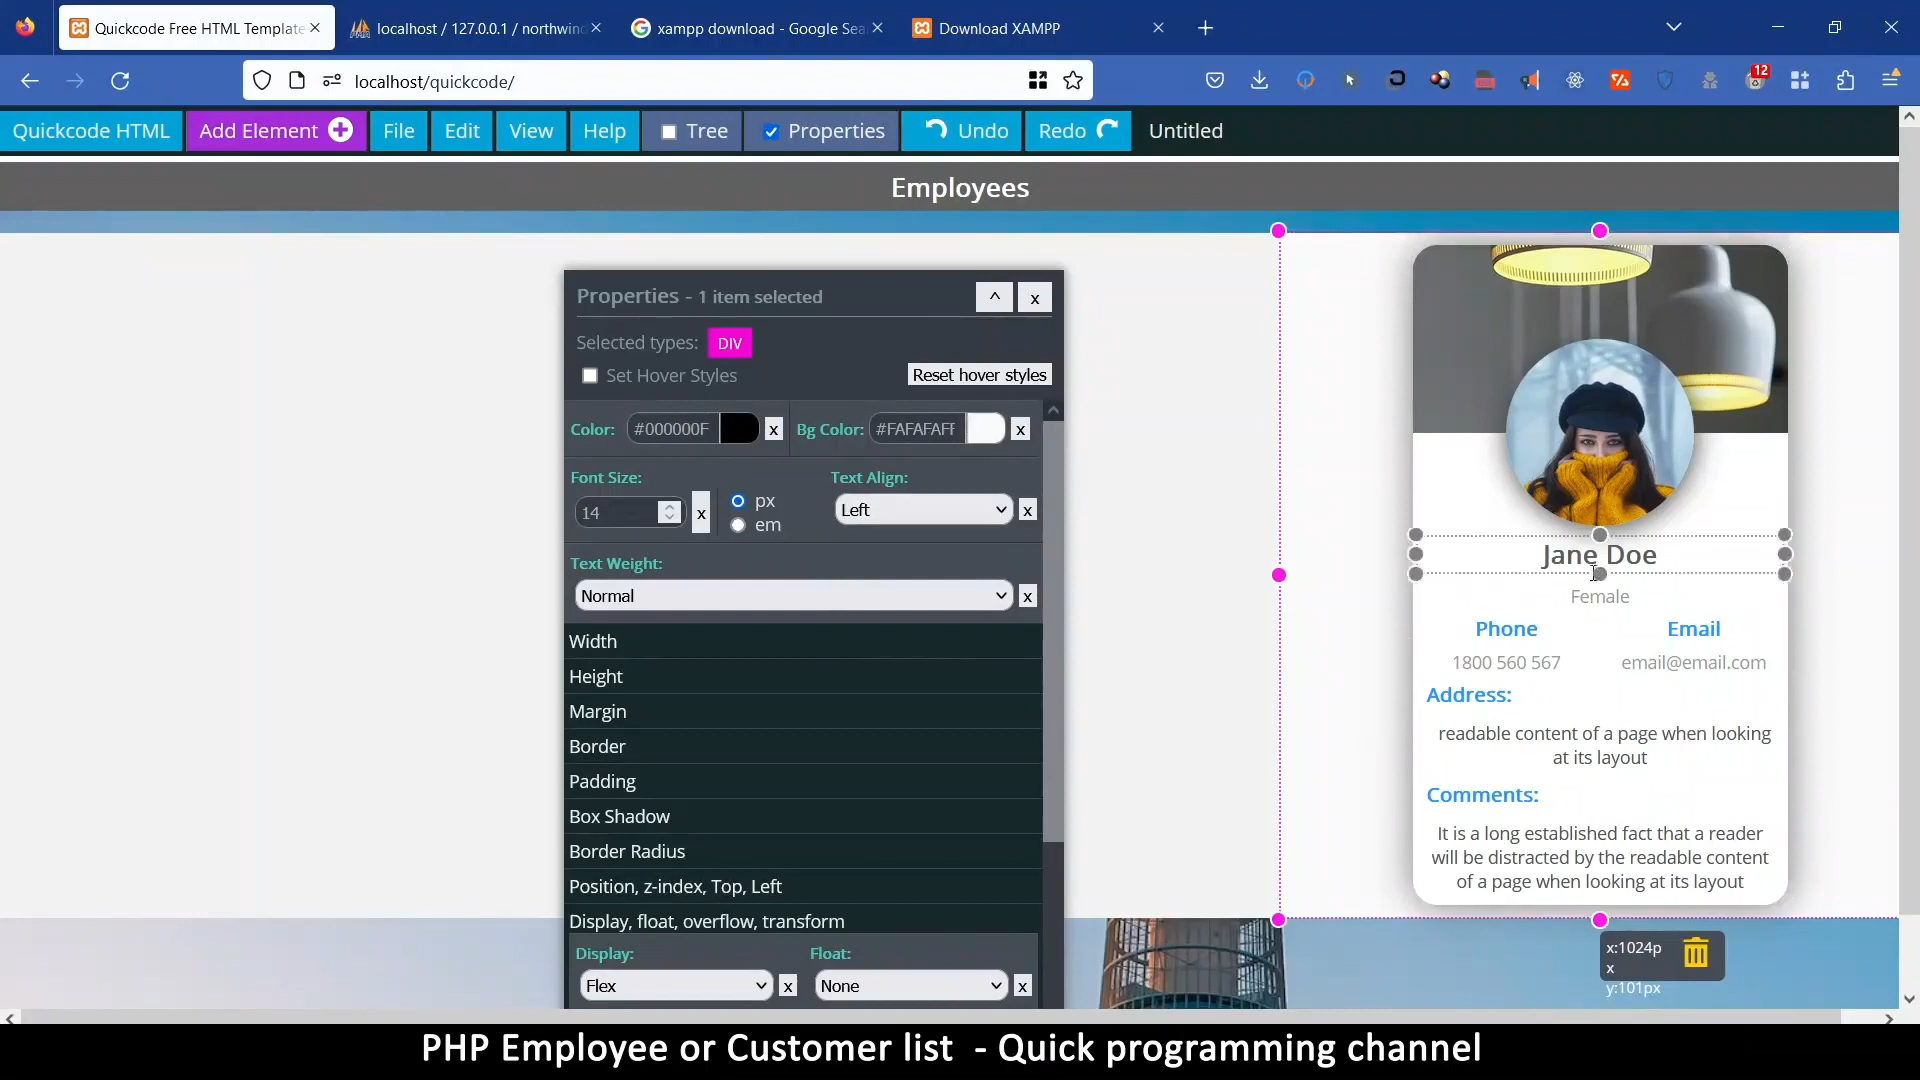 Quickcode Free HTML Template
localhost / 127.0.0.1 / northwin
xampp download - Google Sea
Download XAMPP
localhost/quickcode/
12
Quickcode HTML
Add Element
File
Edit
View
Help
Tree
Properties
Undo
Redo
Untitled
Employees
Properties - 1 item selected
^
x
Selected types: DIV
Set Hover Styles
Reset hover styles
Color: #000000F x
Bg Color: #FAFAFAFF x
Font Size:
Text Align:
14
x
px
em
Left
x
Text Weight:
Normal
x
Width
Height
Margin
Border
Padding
Box Shadow
Border Radius
Position, z-index, Top, Left
Display, float, overflow, transform
Display:
Float:
Flex
x
None
x
Jane Doe
Female
Phone
Email
1800 560 567
email@email.com
Address:
readable content of a page when looking
at its layout
Comments:
It is a long established fact that a reader
will be distracted by the readable content
of a page when looking at its layout
x:1024p
x
y:101px
PHP Employee or Customer list - Quick programming channel